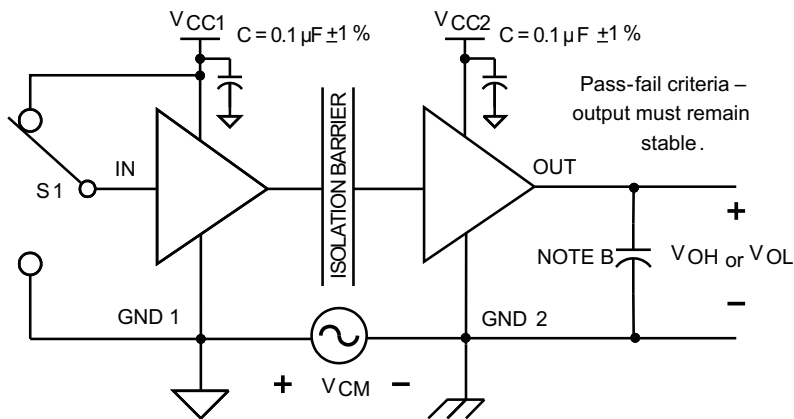 VCC1
C = 0.1 µF ±1 %
VCC2
C = 0.1 µF ±1 %
Pass-fail criteria –
output must remain
stable.
S1
IN
ISOLATION BARRIER
OUT
+
NOTE B
VOH or VOL
–
GND 1
GND 2
+
VCM
–